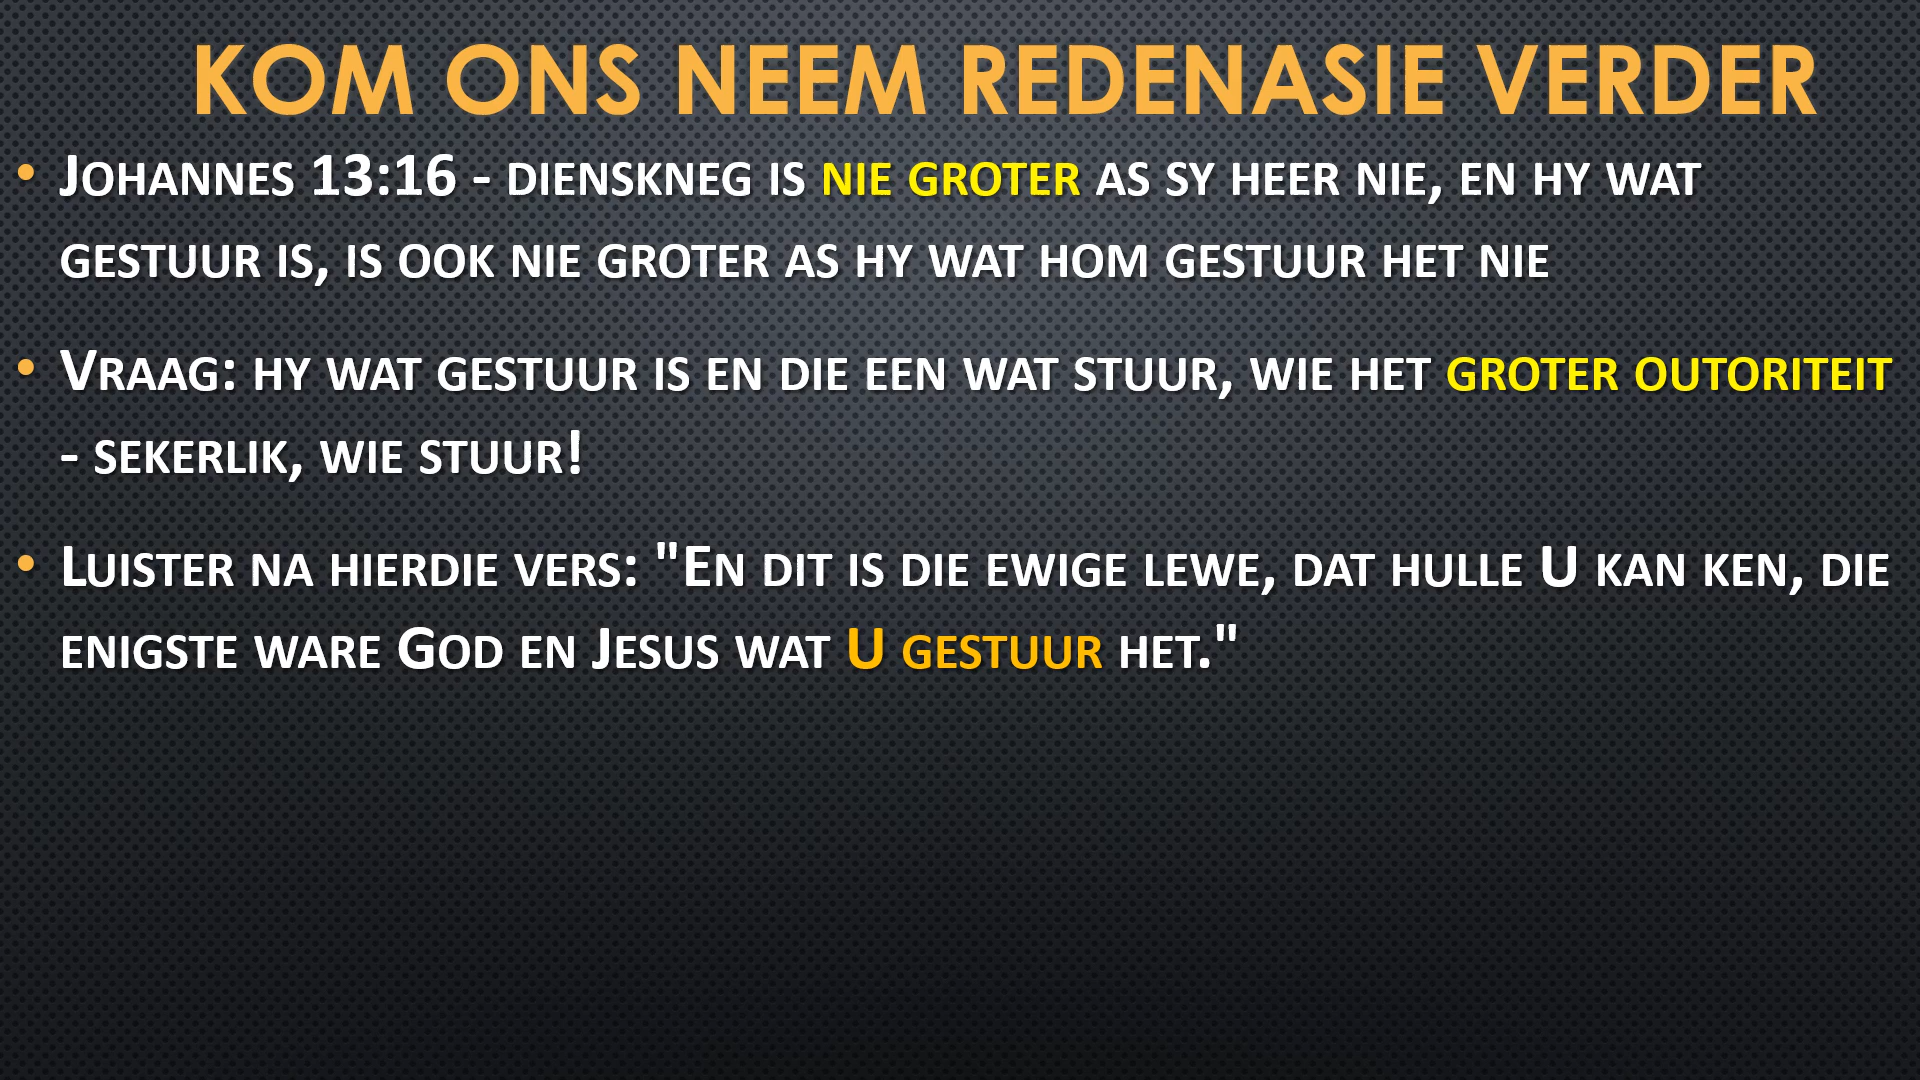 KOM ONS NEEM REDENASIE VERDER
• Johannes 13:16 - dienskneg is nie groter as sy heer nie, en hy wat
gestuur is, is ook nie groter as hy wat hom gestuur het nie
• Vraag: hy wat gestuur is en die een wat stuur, wie het groter outoriteit
- sekerlik, wie stuur!
• Luister na hierdie vers: "En dit is die ewige lewe, dat hulle U kan ken, die
enigste ware God en Jesus wat U gestuur het."